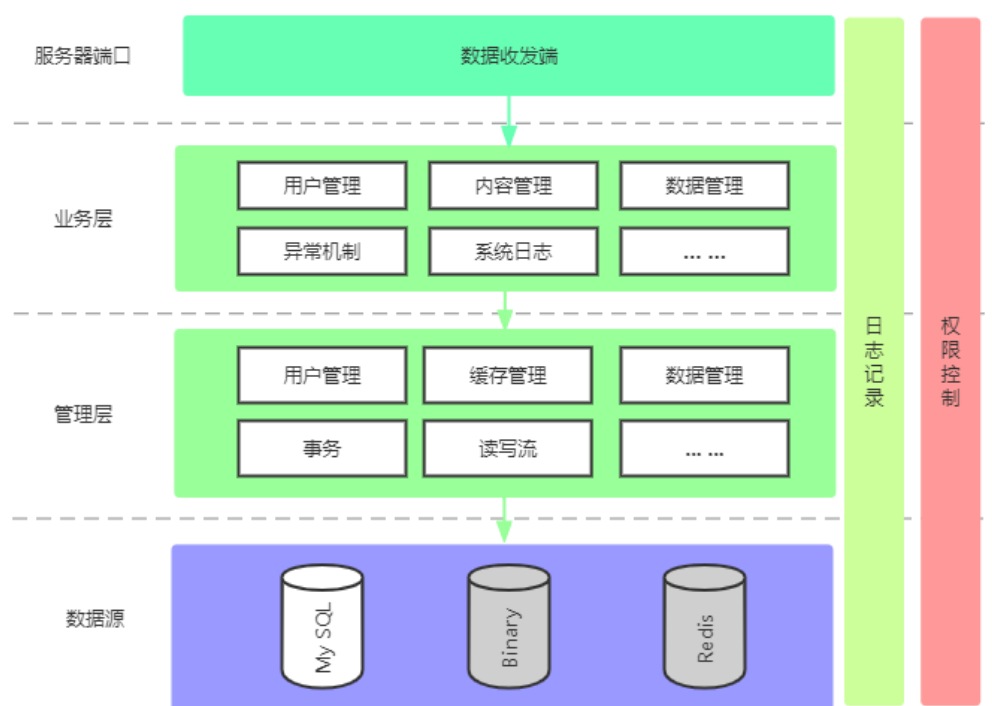 服务器端口
数据收发端
业务层
用户管理
内容管理
数据管理
异常机制
系统日志
... ...
管理层
用户管理
缓存管理
数据管理
事务
读写流
... ...
数据源
My SQL
Binary
Redis
日志记录
权限控制